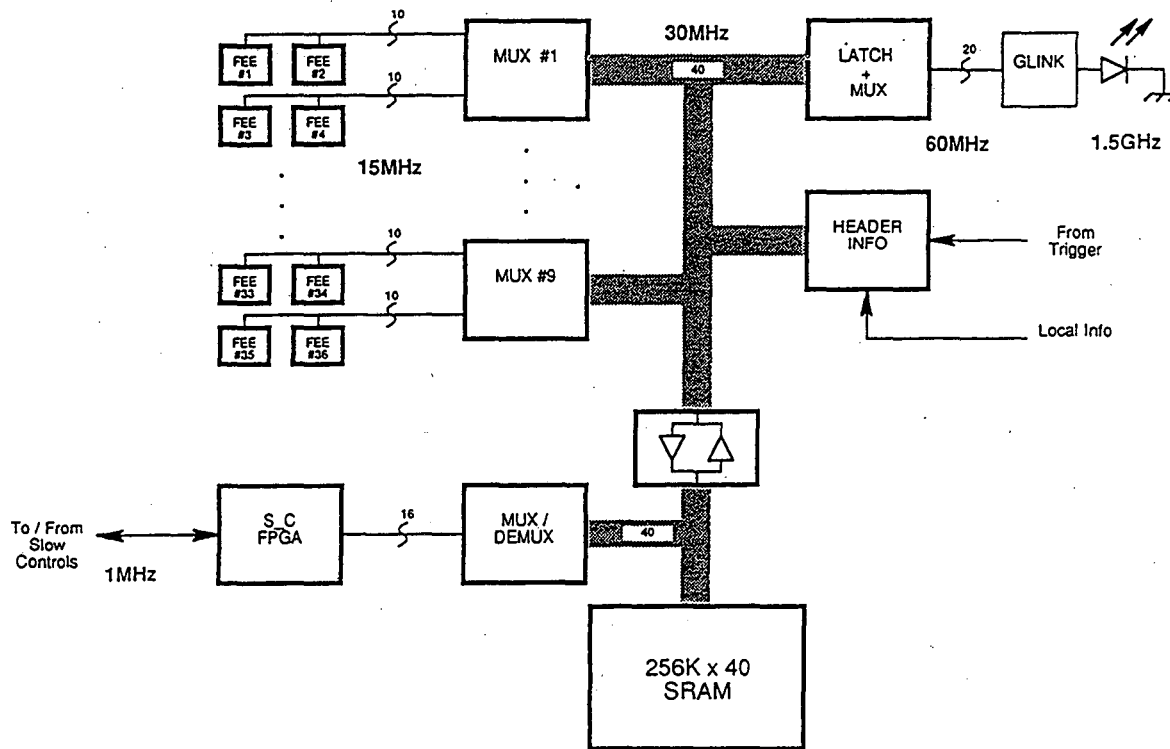 10
30MHz
FEE
#1
FEE
#2
MUX #1
LATCH
+
MUX
20
GLINK
40
10
FEE
#3
FEE
#4
15MHz
60MHz
1.5GHz
10
HEADER
INFO
From
Trigger
FEE
#33
FEE
#34
MUX #9
10
FEE
#35
FEE
#36
Local Info
To / From
Slow
Controls
1MHz
S_C
FPGA
16
MUX /
DEMUX
40
256K x 40
SRAM